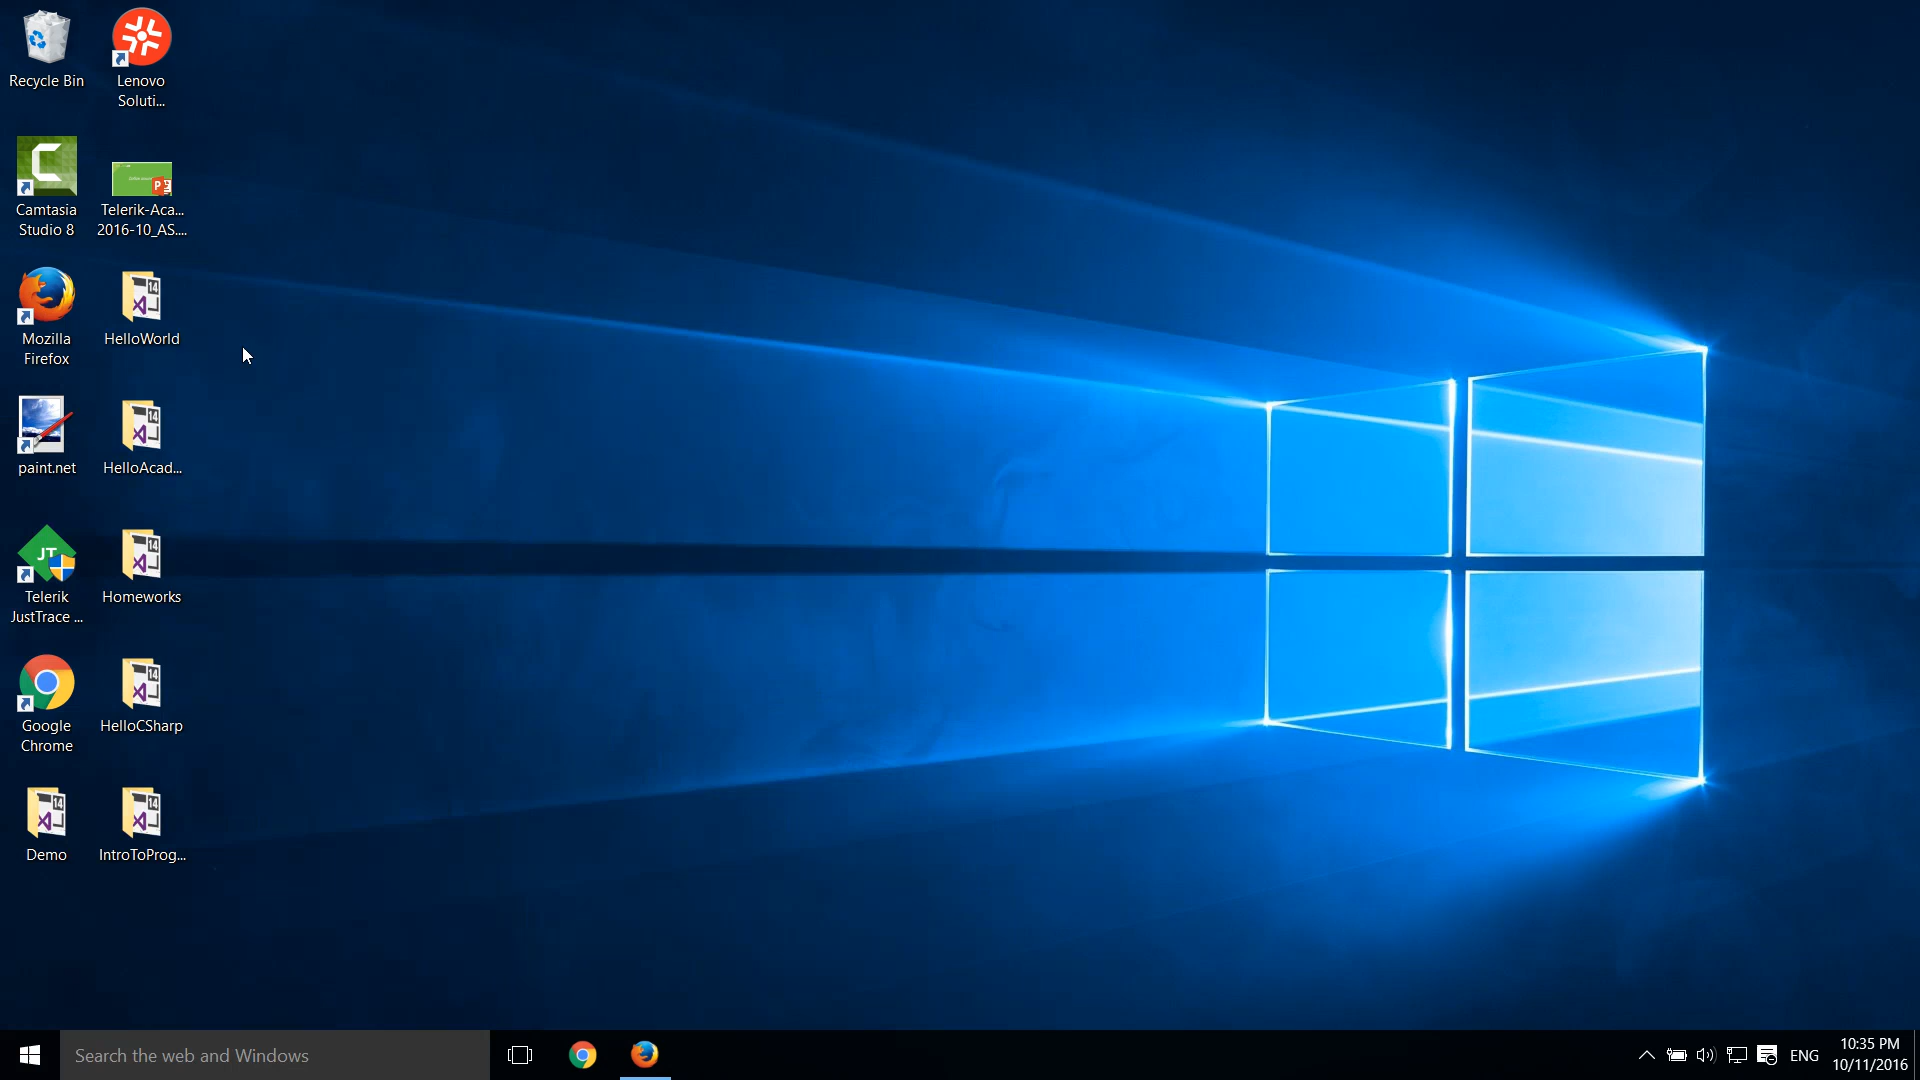 Recycle Bin
Lenovo
Soluti...
Camtasia
Studio 8
Telerik-Aca...
2016-10_AS....
Mozilla
Firefox
HelloWorld
paint.net
HelloAcad...
JT
Telerik
JustTrace ...
Homeworks
Google
Chrome
HelloCSharp
Demo
IntroToProg...
Search the web and Windows
ENG
10:35 PM
10/11/2016